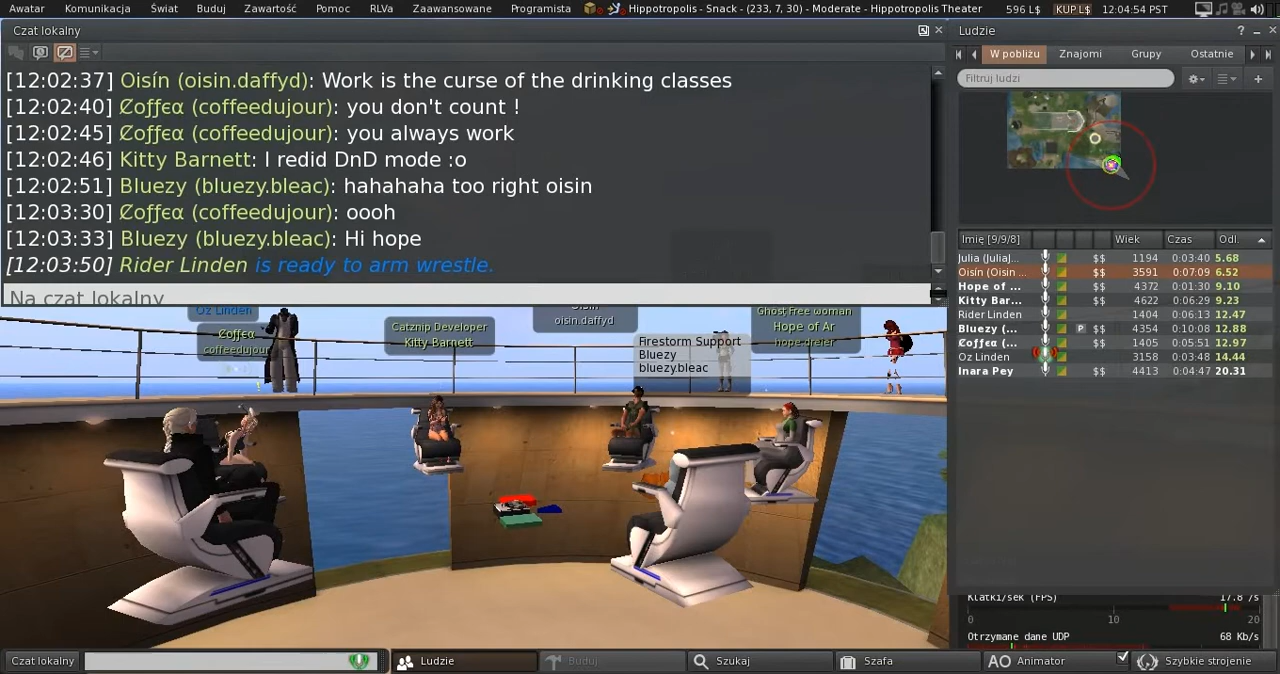 Awatar Komunikacja Świat Buduj Zawartość Pomoc RLVa Zaawansowane Programista Hippotropolis - Snack - (233, 7, 30) - Moderate - Hippotropolis Theater 596 L$ KUP L$ 12:04:54 PST
Czat lokalny
[12:02:37] Oisín (oisin.daffyd): Work is the curse of the drinking classes
[12:02:40] Ȼoƒƒєα (coffeedujour): you don't count !
[12:02:45] Ȼoƒƒєα (coffeedujour): you always work
[12:02:46] Kitty Barnett: I redid DnD mode :o
[12:02:51] Bluezy (bluezy.bleac): hahahaha too right oisin
[12:03:30] Ȼoƒƒєα (coffeedujour): oooh
[12:03:33] Bluezy (bluezy.bleac): Hi hope
[12:03:50] Rider Linden is ready to arm wrestle.
Na czat lokalny
Oz Linden
Ȼoƒƒєα
coffeedujour
Catznip Developer
Kitty Barnett
Oisín
oisin.daffyd
Firestorm Support
Bluezy
bluezy.bleac
Ghost Free woman
Hope of Ar
hope.dreier
Ludzie ?
W pobliżu Znajomi Grupy Ostatnie
Filtruj ludzi
Imię [9/9/8] Wiek Czas Odl.
Julia (JuliaJ... $$ 1194 0:03:40 5.68
Oisín (Oisin ... $$ 3591 0:07:09 6.52
Hope of ... $$ 4372 0:01:30 9.10
Kitty Bar... $$ 4622 0:06:29 9.23
Rider Linden 1404 0:06:13 12.47
Bluezy (... P $$ 4354 0:10:08 12.88
Ȼoƒƒєα (... $$ 1405 0:05:51 12.97
Oz Linden 3158 0:03:48 14.44
Inara Pey $$ 4413 0:04:47 20.31
Klatki/sek (FPS) 17.8 /s
0 10 20
Otrzymane dane UDP 68 Kb/s
Czat lokalny Ludzie Buduj Szukaj Szafa AO Animator Szybkie strojenie